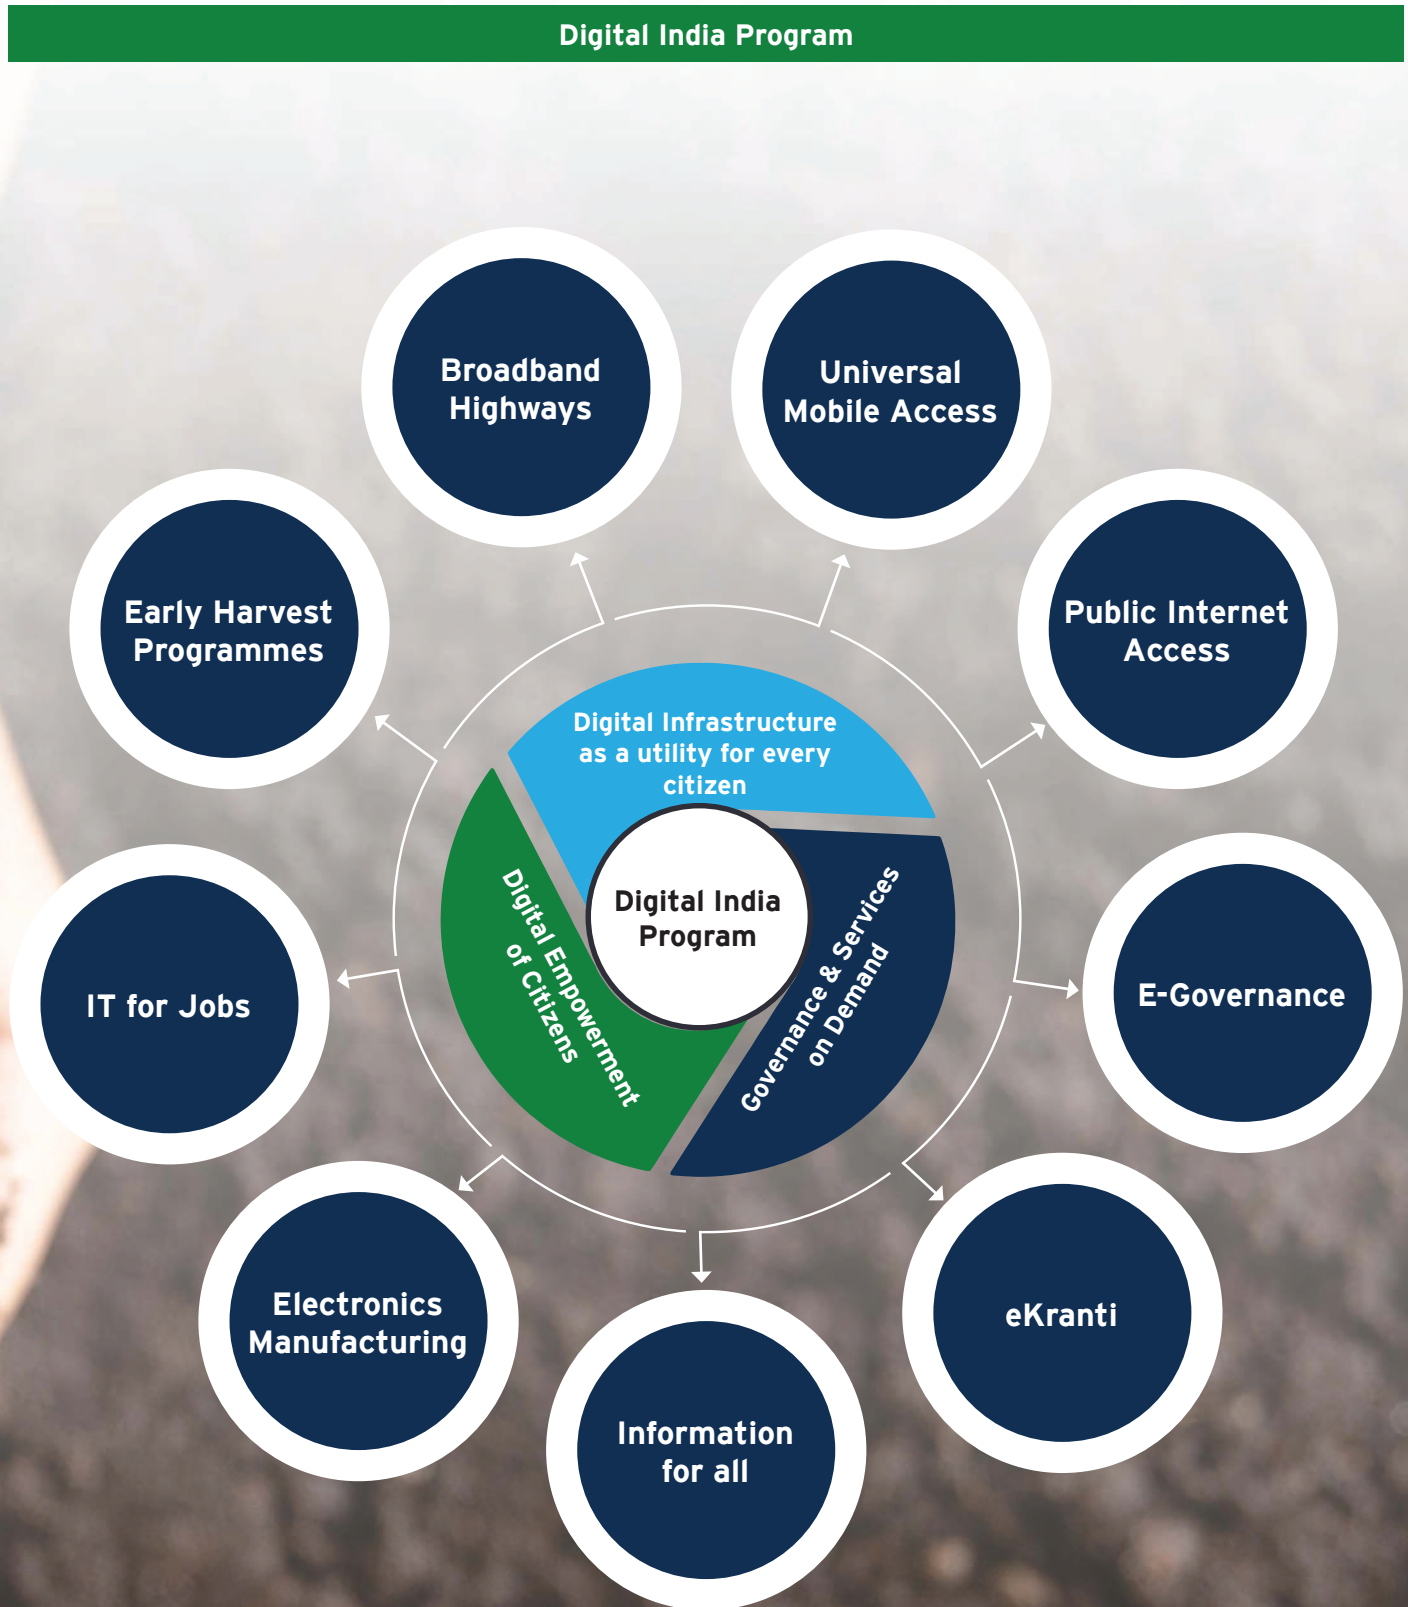 Digital India Program
Broadband
Highways
Universal
Mobile Access
Early Harvest
Programmes
Public Internet
Access
Digital Infrastructure
as a utility for every
citizen
Digital India
Program
Digital Empowerment
of Citizens
Governance & Services
on Demand
IT for Jobs
E-Governance
Electronics
Manufacturing
eKranti
Information
for all